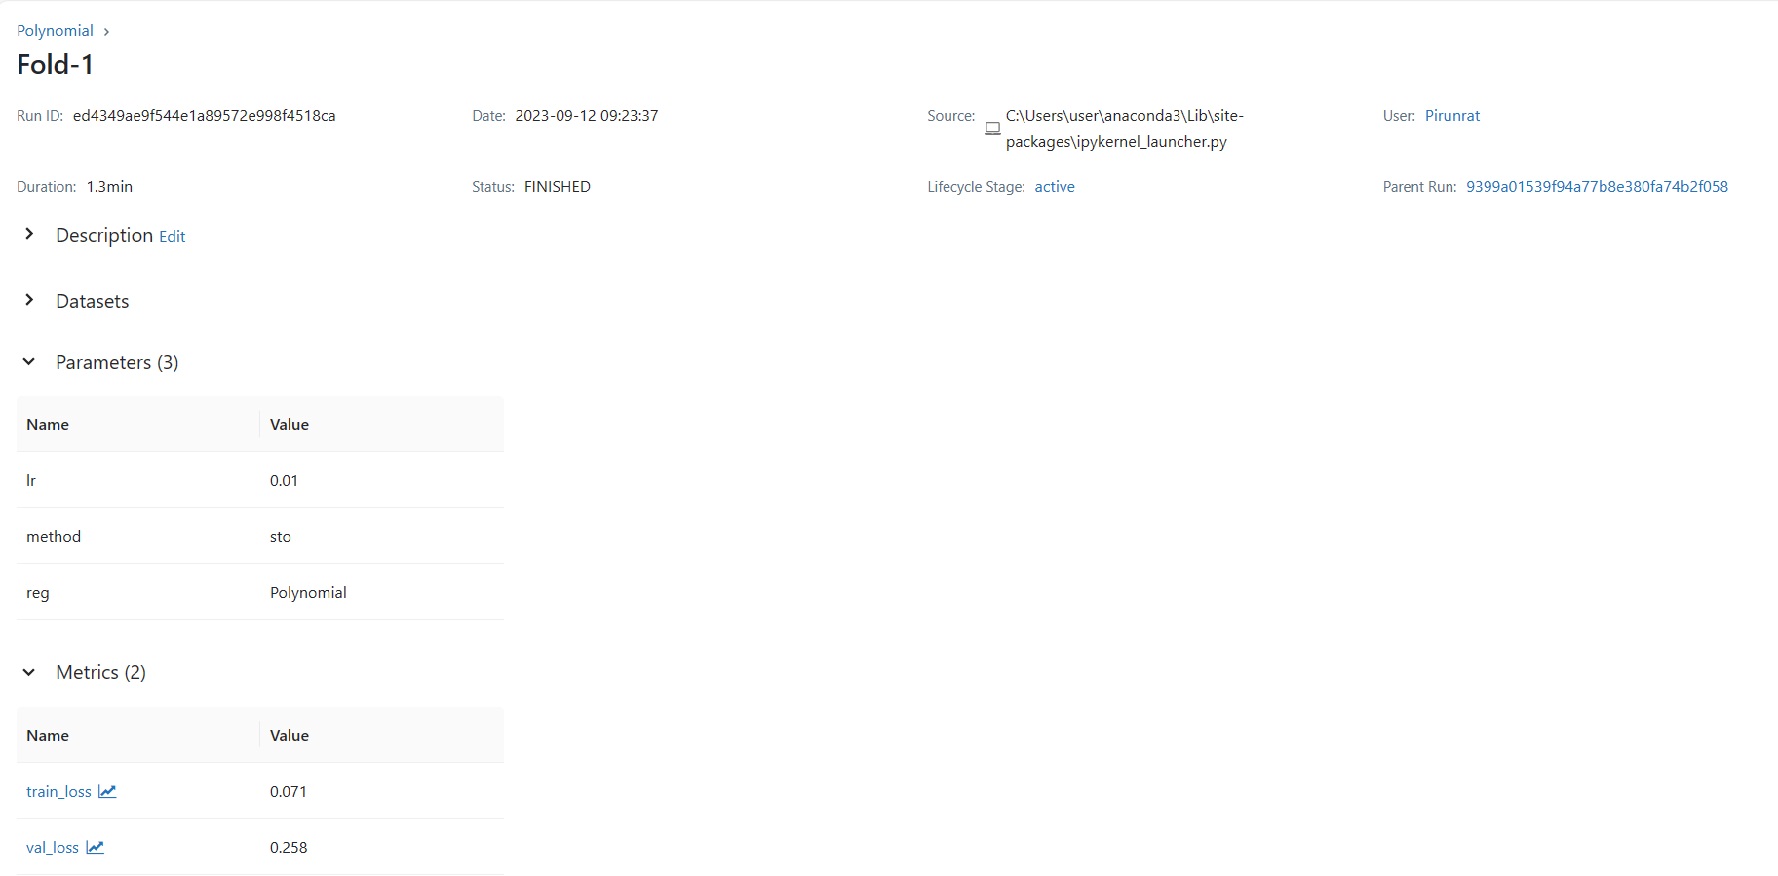 Polynomial
Fold-1
Run ID: ed4349ae9f544e1a89572e998f4518ca
Date: 2023-09-12 09:23:37
Source: C:\Users\user\anaconda3\Lib\site-
packages\ipykernel_launcher.py
User: Pirunrat
Duration: 1.3min
Status: FINISHED
Lifecycle Stage: active
Parent Run: 9399a01539f94a77b8e380fa74b2f058
Description Edit
Datasets
Parameters (3)
Name Value
lr 0.01
method sto
reg Polynomial
Metrics (2)
Name Value
train_loss 0.071
val_loss 0.258